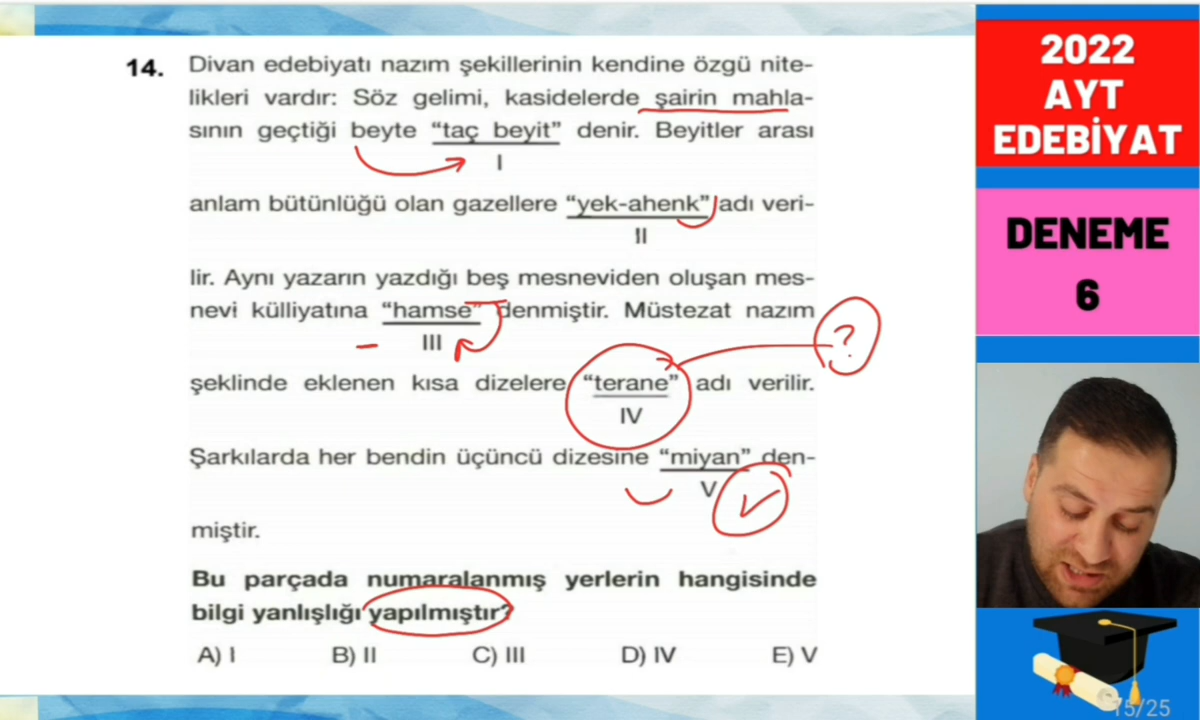 14. Divan edebiyatı nazım şekillerinin kendine özgü nite-
likleri vardır: Söz gelimi, kasidelerde şairin mahla-
sının geçtiği beyte “taç beyit” denir. Beyitler arası
I
anlam bütünlüğü olan gazellere “yek-ahenk” adı veri-
II
lir. Aynı yazarın yazdığı beş mesneviden oluşan mes-
nevi külliyatına “hamse” denmiştir. Müstezat nazım
?
III
şeklinde eklenen kısa dizelere “terane” adı verilir.
IV
Şarkılarda her bendin üçüncü dizesine “miyan” den-
V
miştir.
Bu parçada numaralanmış yerlerin hangisinde
bilgi yanlışlığı yapılmıştır?
A) I B) II C) III D) IV E) V
2022
AYT
EDEBİYAT
DENEME
6
15/25